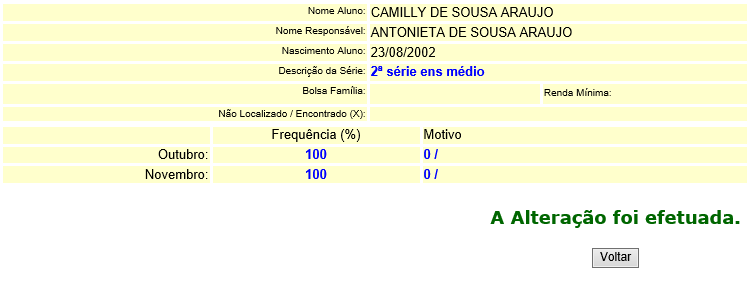 Nome Aluno: CAMILLY DE SOUSA ARAUJO
Nome Responsável: ANTONIETA DE SOUSA ARAUJO
Nascimento Aluno: 23/08/2002
Descrição da Série: 2ª série ens médio
Bolsa Família: Renda Mínima:
Não Localizado / Encontrado (X):
Frequência (%) Motivo
Outubro: 100 0 /
Novembro: 100 0 /
A Alteração foi efetuada.
Voltar